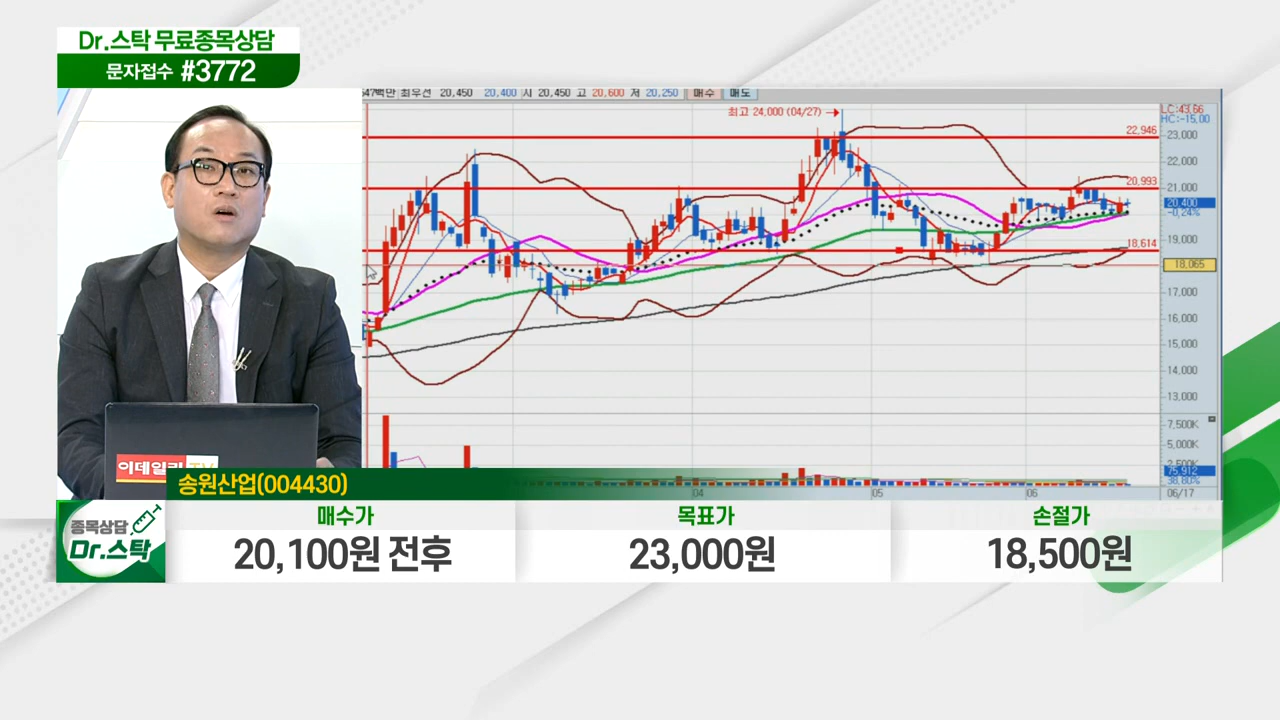 Dr.스탁 무료종목상담
문자접수 #3772
최우선 20,450 20,400 시 20,450 고 20,600 저 20,250 매수 매도
최고 24,000 (04/27)
LC:43.66
HC:-15.00
22,946
23,000
22,000
20,993
21,000
20,400
-0.24%
18,614
19,000
18,065
17,000
16,000
15,000
14,000
13,000
7,500K
5,000K
75,912
38.80%
04 05 06 06/17
이데일리 TV
송원산업(004430)
종목상담
Dr.스탁
매수가 목표가 손절가
20,100원 전후 23,000원 18,500원